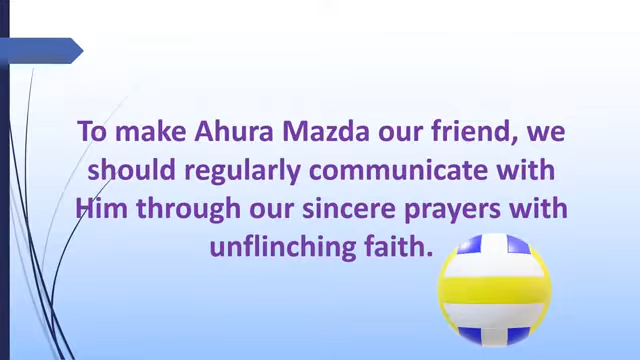 To make Ahura Mazda our friend, we
should regularly communicate with
Him through our sincere prayers with
unflinching faith.